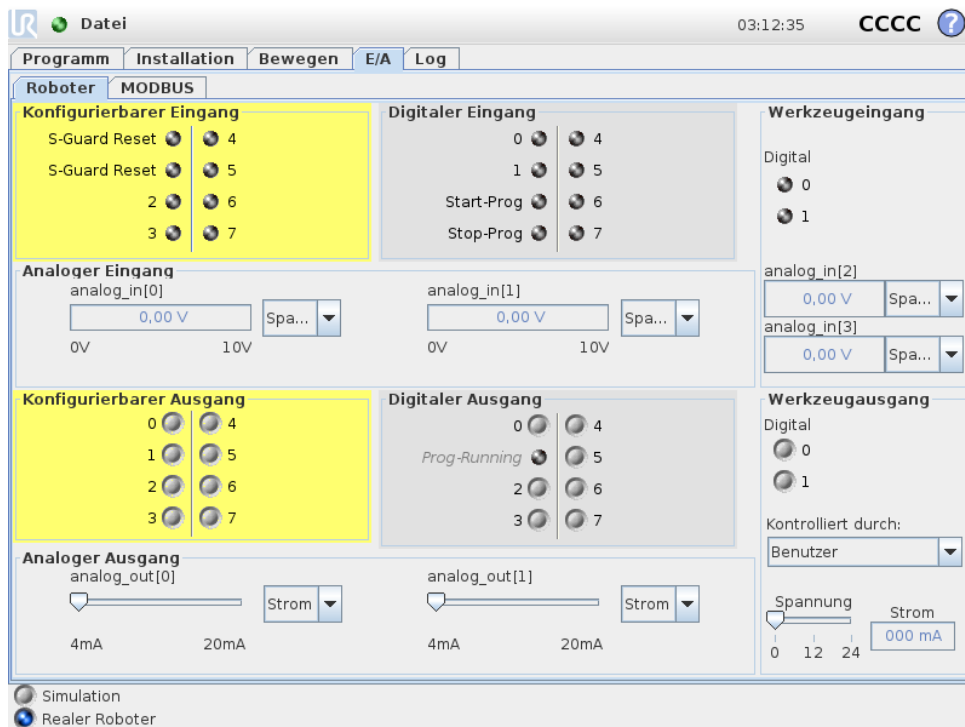 UR Datei 03:12:35 CCCC ?
Programm Installation Bewegen E/A Log
Roboter MODBUS
Konfigurierbarer Eingang
S-Guard Reset 4
S-Guard Reset 5
2 6
3 7
Digitaler Eingang
0 4
1 5
Start-Prog 6
Stop-Prog 7
Werkzeugeingang
Digital
0
1
analog_in[2]
0,00 V Spa...
analog_in[3]
0,00 V Spa...
Analoger Eingang
analog_in[0]
0,00 V Spa...
0V 10V
analog_in[1]
0,00 V Spa...
0V 10V
Konfigurierbarer Ausgang
0 4
1 5
2 6
3 7
Digitaler Ausgang
0 4
Prog-Running 5
2 6
3 7
Werkzeugausgang
Digital
0
1
Kontrolliert durch:
Benutzer
Spannung
0 12 24
Strom
000 mA
Analoger Ausgang
analog_out[0]
Strom
4mA 20mA
analog_out[1]
Strom
4mA 20mA
Simulation
Realer Roboter